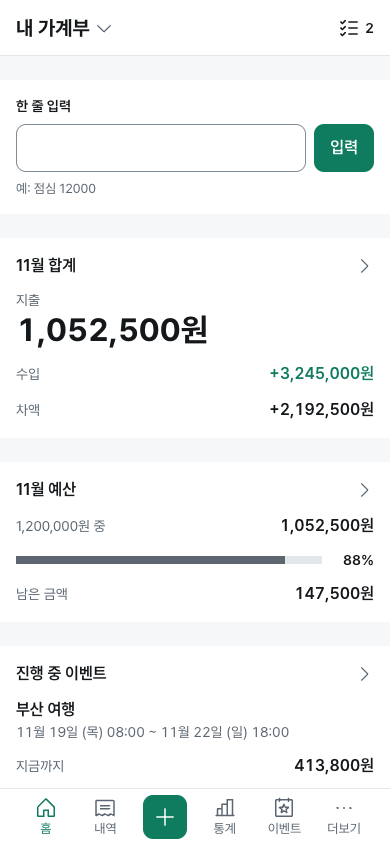 내 가계부 2
한 줄 입력
입력
예: 점심 12000
11월 합계
지출
1,052,500원
수입 +3,245,000원
차액 +2,192,500원
11월 예산
1,200,000원 중 1,052,500원
88%
남은 금액 147,500원
진행 중 이벤트
부산 여행
11월 19일 (목) 08:00 ~ 11월 22일 (일) 18:00
지금까지 413,800원
홈 내역 통계 이벤트 더보기